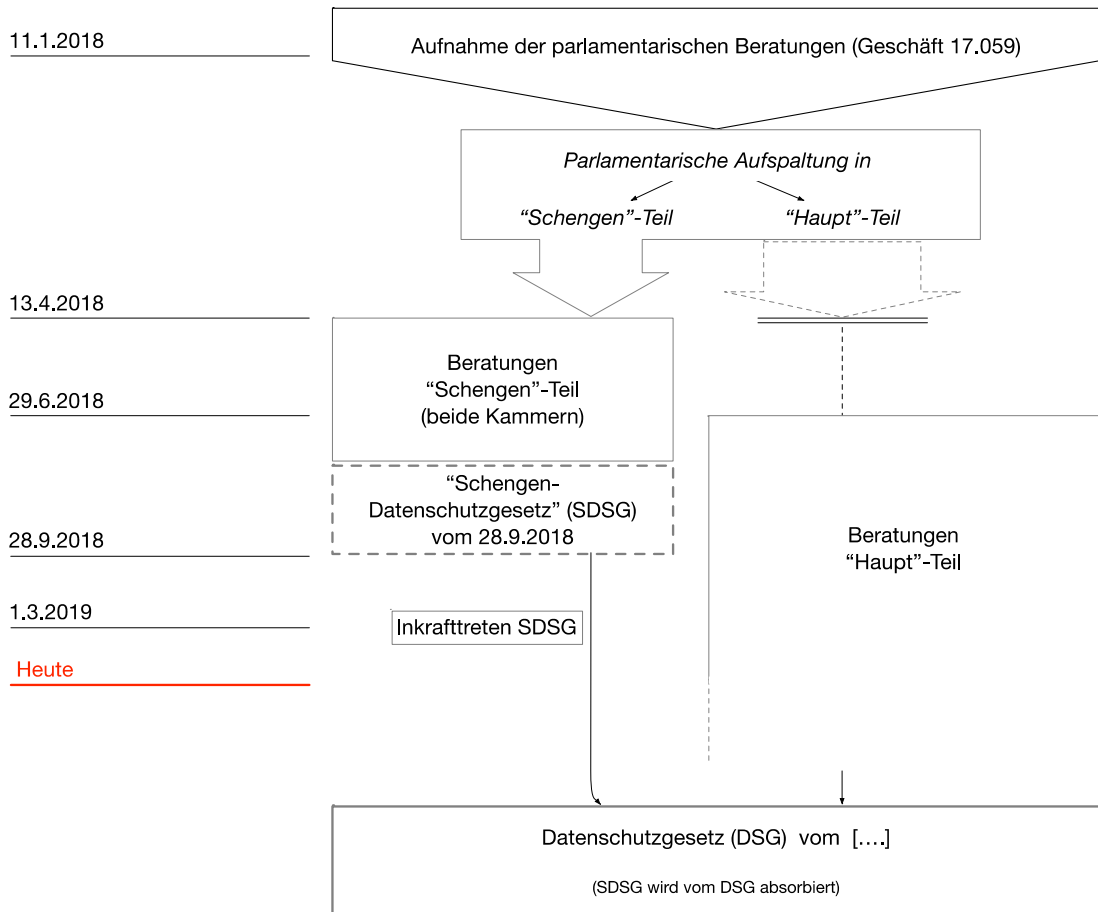 11.1.2018
Aufnahme der parlamentarischen Beratungen (Geschäft 17.059)
Parlamentarische Aufspaltung in
“Schengen”-Teil
“Haupt”-Teil
13.4.2018
Beratungen
“Schengen”-Teil
(beide Kammern)
29.6.2018
“Schengen-
Datenschutzgesetz” (SDSG)
vom 28.9.2018
28.9.2018
Beratungen
“Haupt”-Teil
1.3.2019
Inkrafttreten SDSG
Heute
Datenschutzgesetz (DSG) vom [....]
(SDSG wird vom DSG absorbiert)